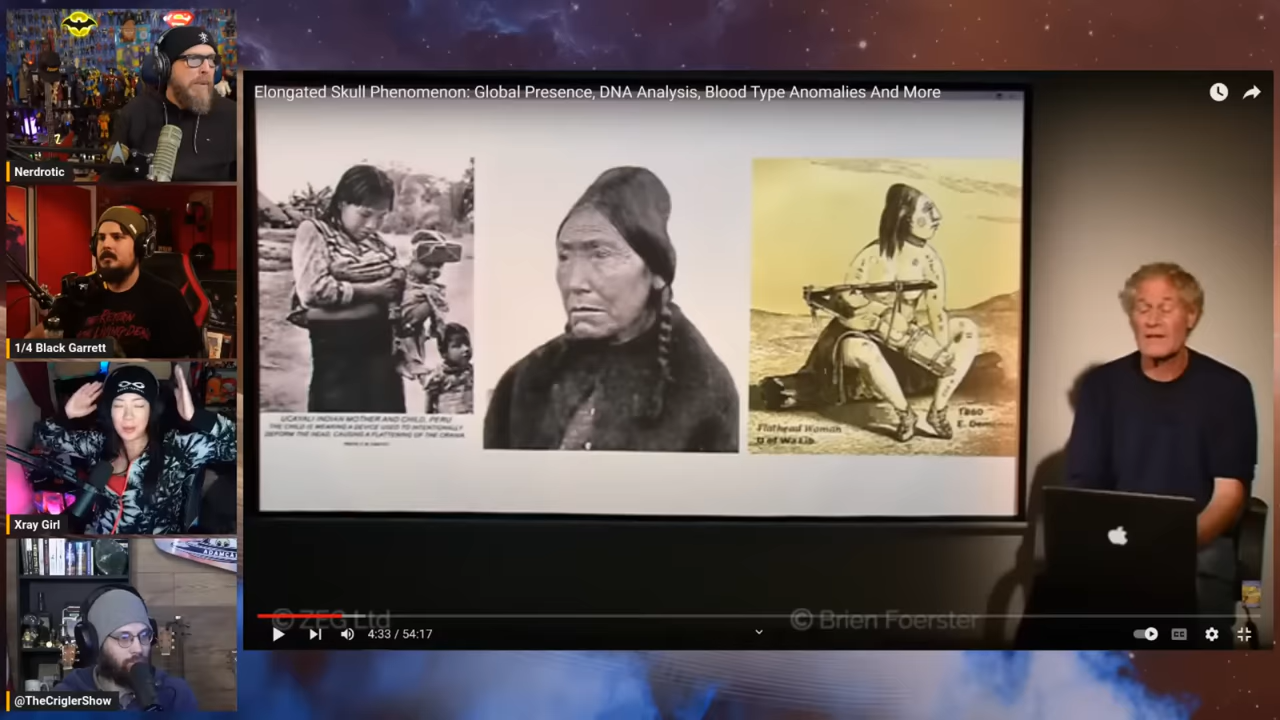 Nerdrotic
1/4 Black Garrett
Xray Girl
@TheCriglerShow
Elongated Skull Phenomenon: Global Presence, DNA Analysis, Blood Type Anomalies And More
UCAYALI INDIAN MOTHER AND CHILD, PERU
THE CHILD IS WEARING A DEVICE USED TO INTENTIONALLY
DEFORM THE HEAD, CAUSING A FLATTENING OF THE CRANIA
Flathead Woman
1860
© ZEG Ltd
© Brien Foerster
4:33 / 54:17
CC